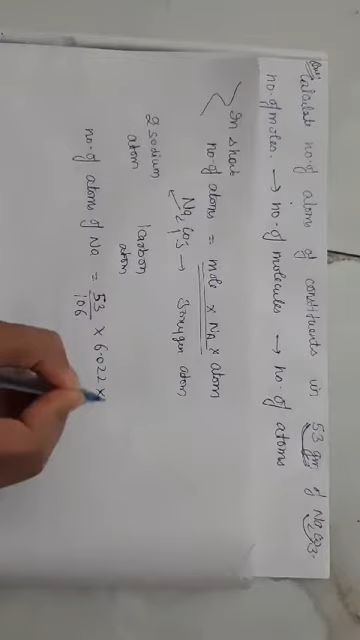 Que: Calculate no. of atoms of constituents in 53 gm of Na2CO3.
no. of moles. → no. of molecules → no. of atoms
In short
no. of atoms = mole × NA × atom
Na2CO3 → 3 oxygen atom
2 sodium atom
1 carbon atom
no. of atoms of Na = 53/106 × 6.022 ×